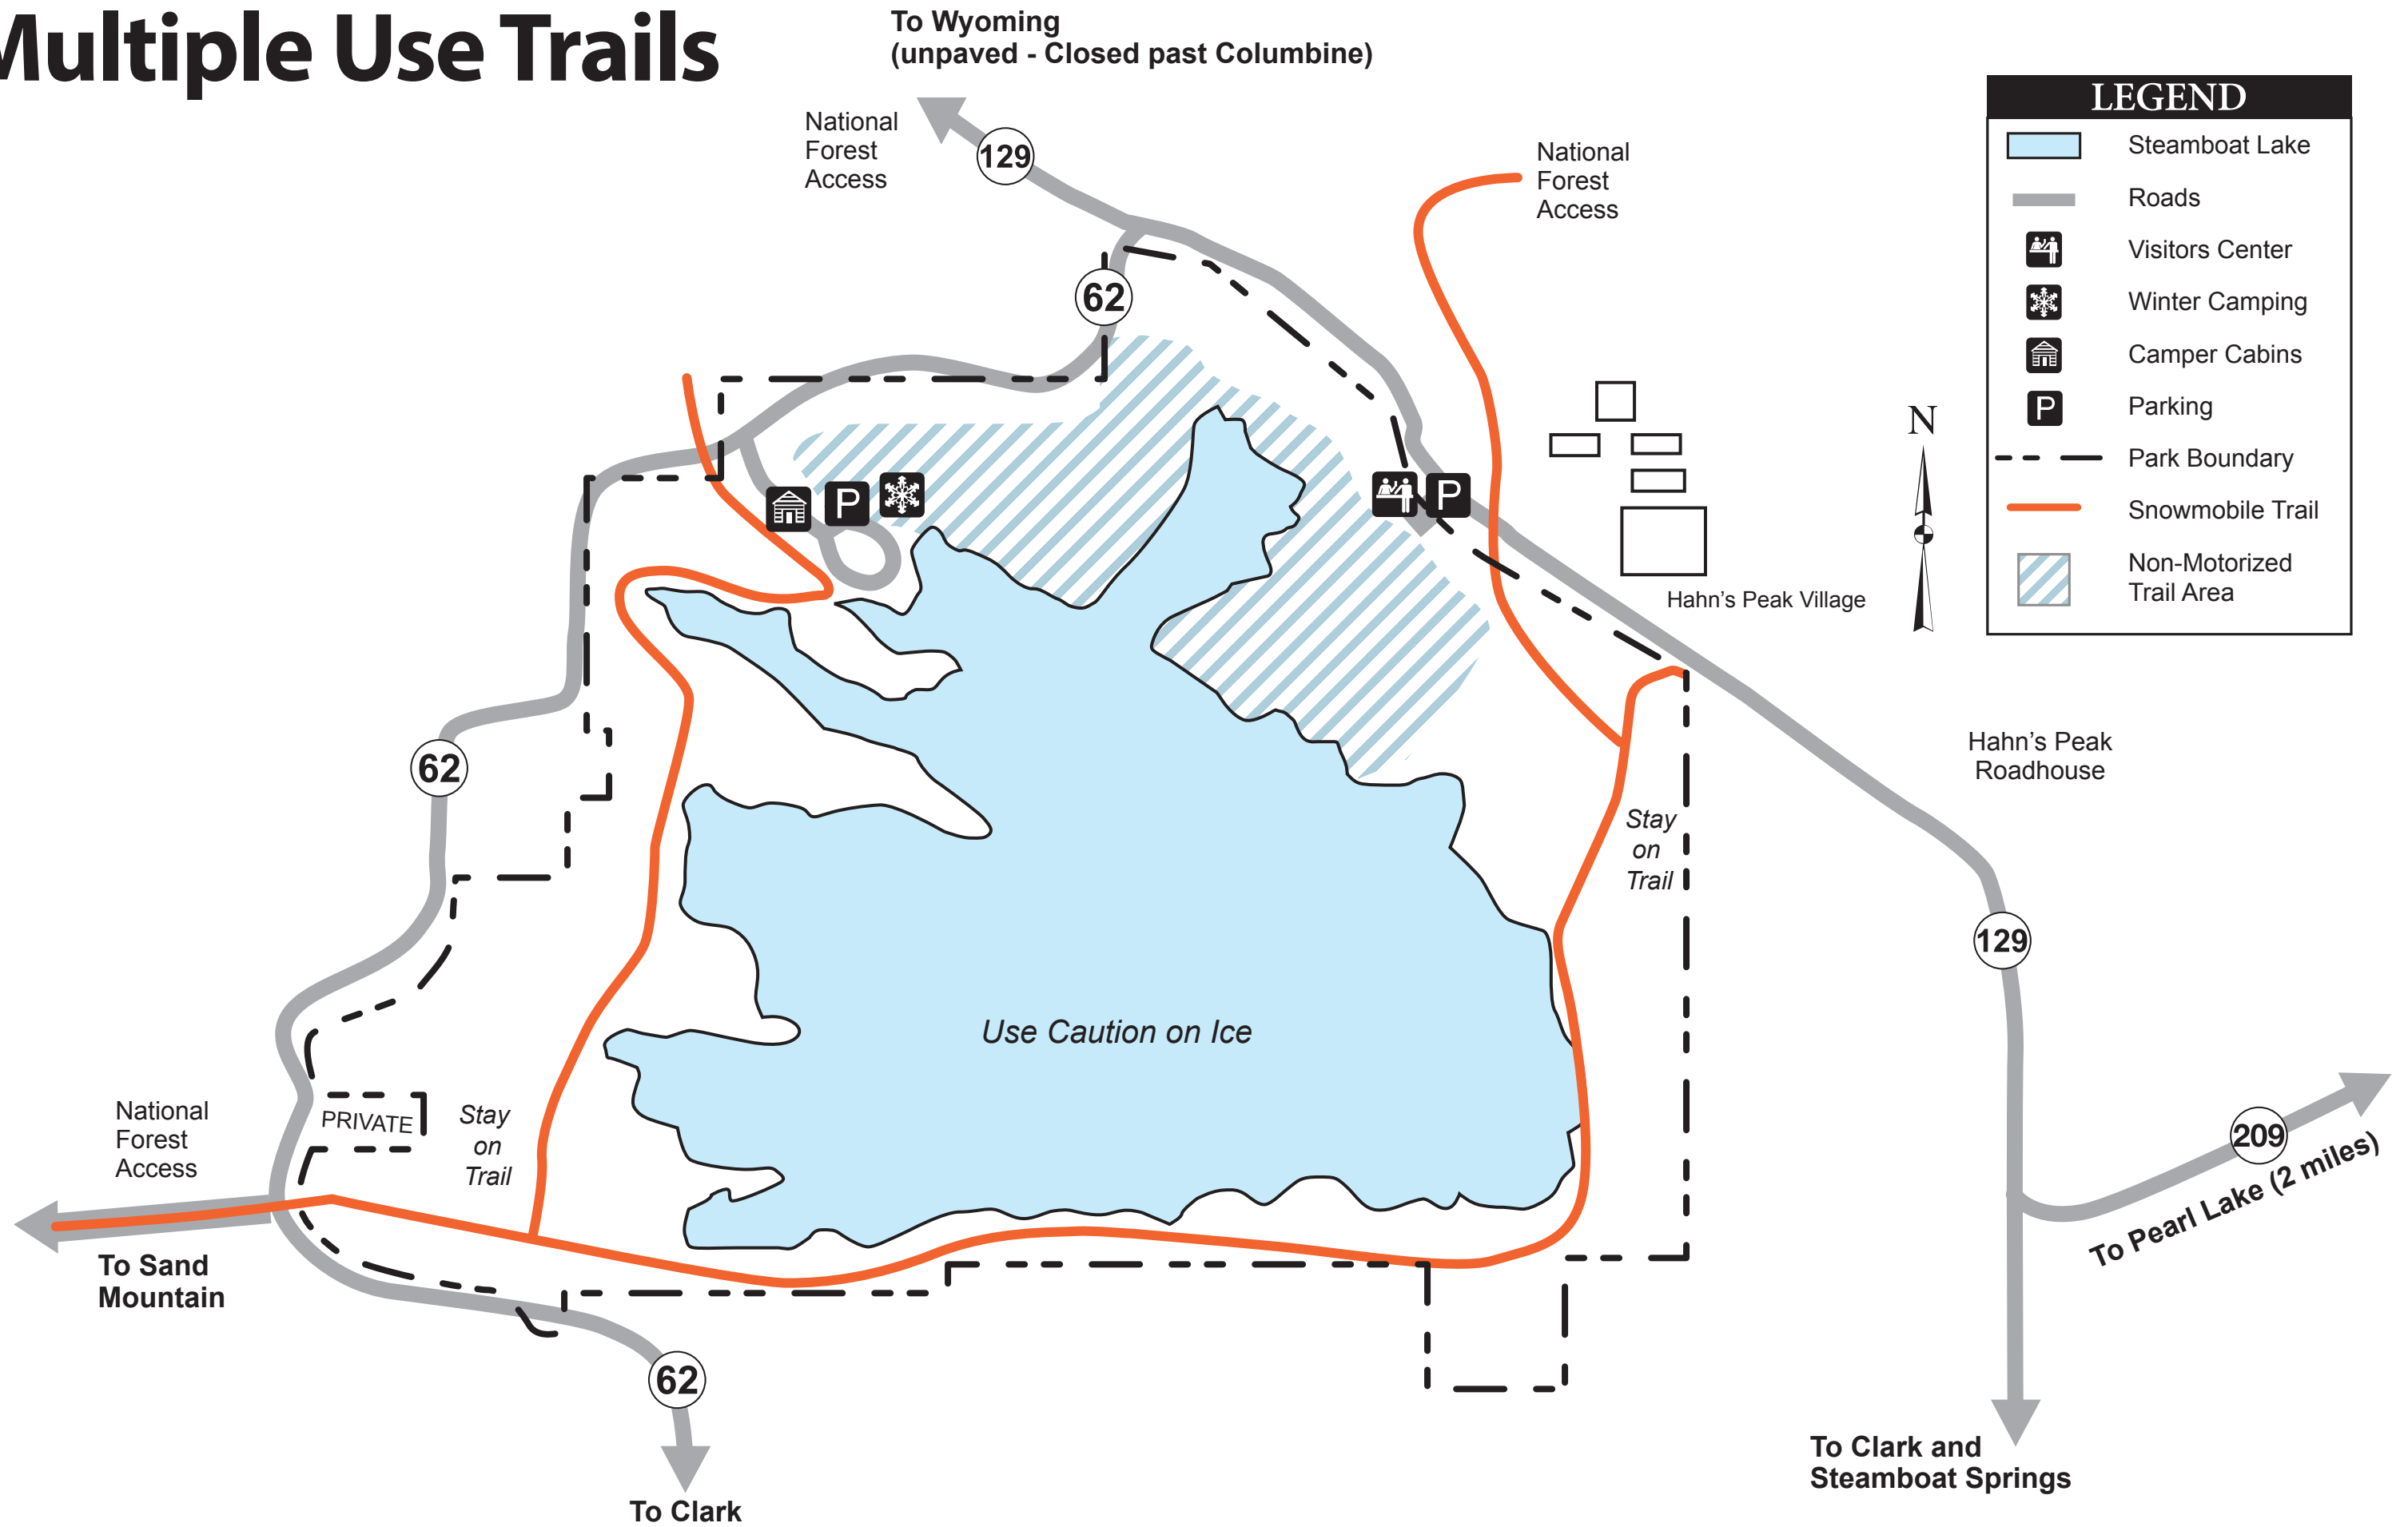 Multiple Use Trails
To Wyoming
(unpaved - Closed past Columbine)
National
Forest
Access
129
National
Forest
Access
62
LEGEND
Steamboat Lake
Roads
Visitors Center
Winter Camping
Camper Cabins
P
Parking
Park Boundary
Snowmobile Trail
Non-Motorized
Trail Area
N
P
P
Hahn's Peak Village
62
Hahn's Peak
Roadhouse
Stay
on
Trail
129
Use Caution on Ice
National
Forest
Access
PRIVATE
Stay
on
Trail
209
To Pearl Lake (2 miles)
To Sand
Mountain
62
To Clark
To Clark and
Steamboat Springs